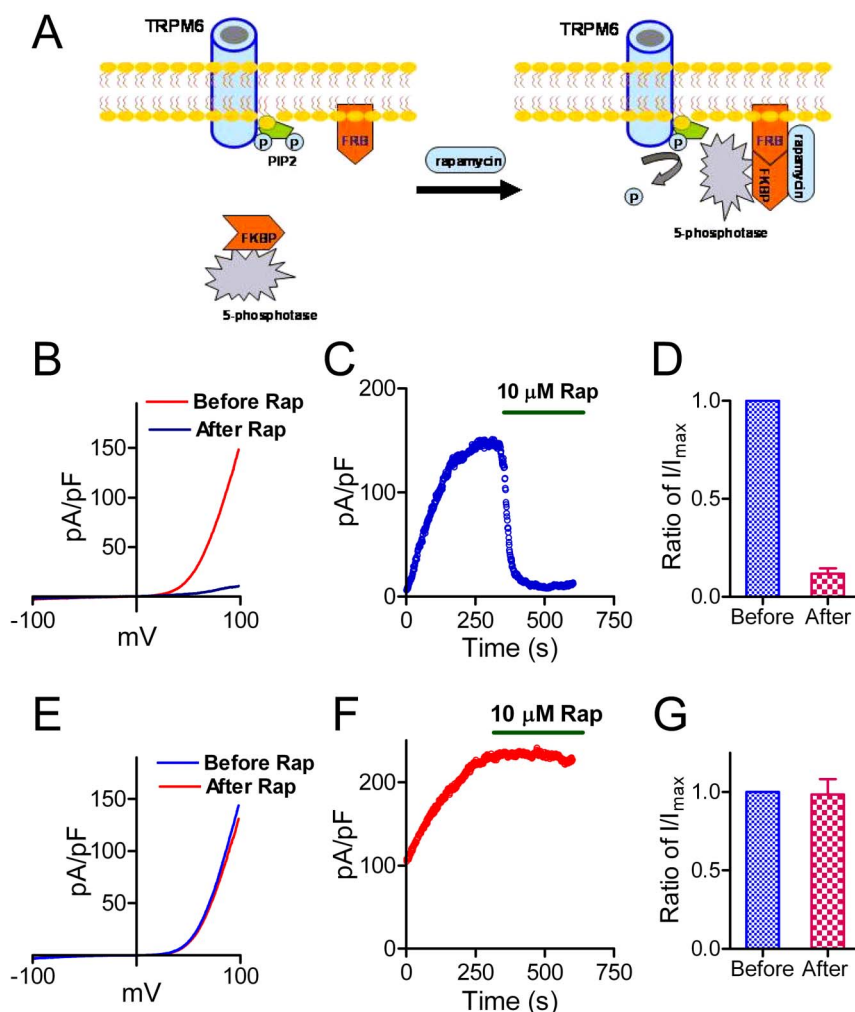 A
TRPM6
P P
PIP2
FRB
rapamycin
FKBP
5-phosphotase
TRPM6
P
P
FRB
FKBP
rapamycin
5-phosphotase
B
Before Rap
After Rap
150
100
50
pA/pF
-100
100
mV
C
10 μM Rap
200
100
0
pA/pF
0 250 500 750
Time (s)
D
1.0
0.5
0.0
Ratio of I/Imax
Before After
E
Before Rap
After Rap
150
100
50
pA/pF
-100
100
mV
F
10 μM Rap
200
100
0
pA/pF
0 250 500 750
Time (s)
G
1.0
0.5
0.0
Ratio of I/Imax
Before After